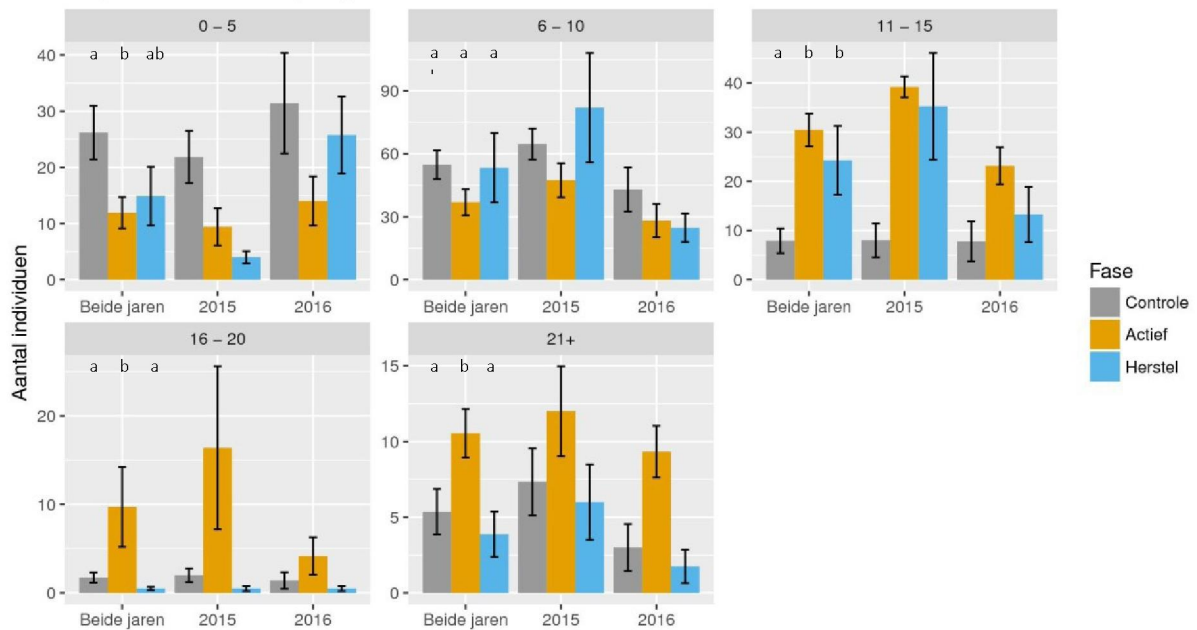 0 – 5
6 – 10
11 – 15
a b ab
a a a
a b b
40
30
20
10
0
90
60
30
0
40
30
20
10
0
Beide jaren 2015 2016
Beide jaren 2015 2016
Beide jaren 2015 2016
16 – 20
21+
a b a
a b a
20
10
0
15
10
5
0
Beide jaren 2015 2016
Beide jaren 2015 2016
Aantal individuen
Fase
Controle
Actief
Herstel